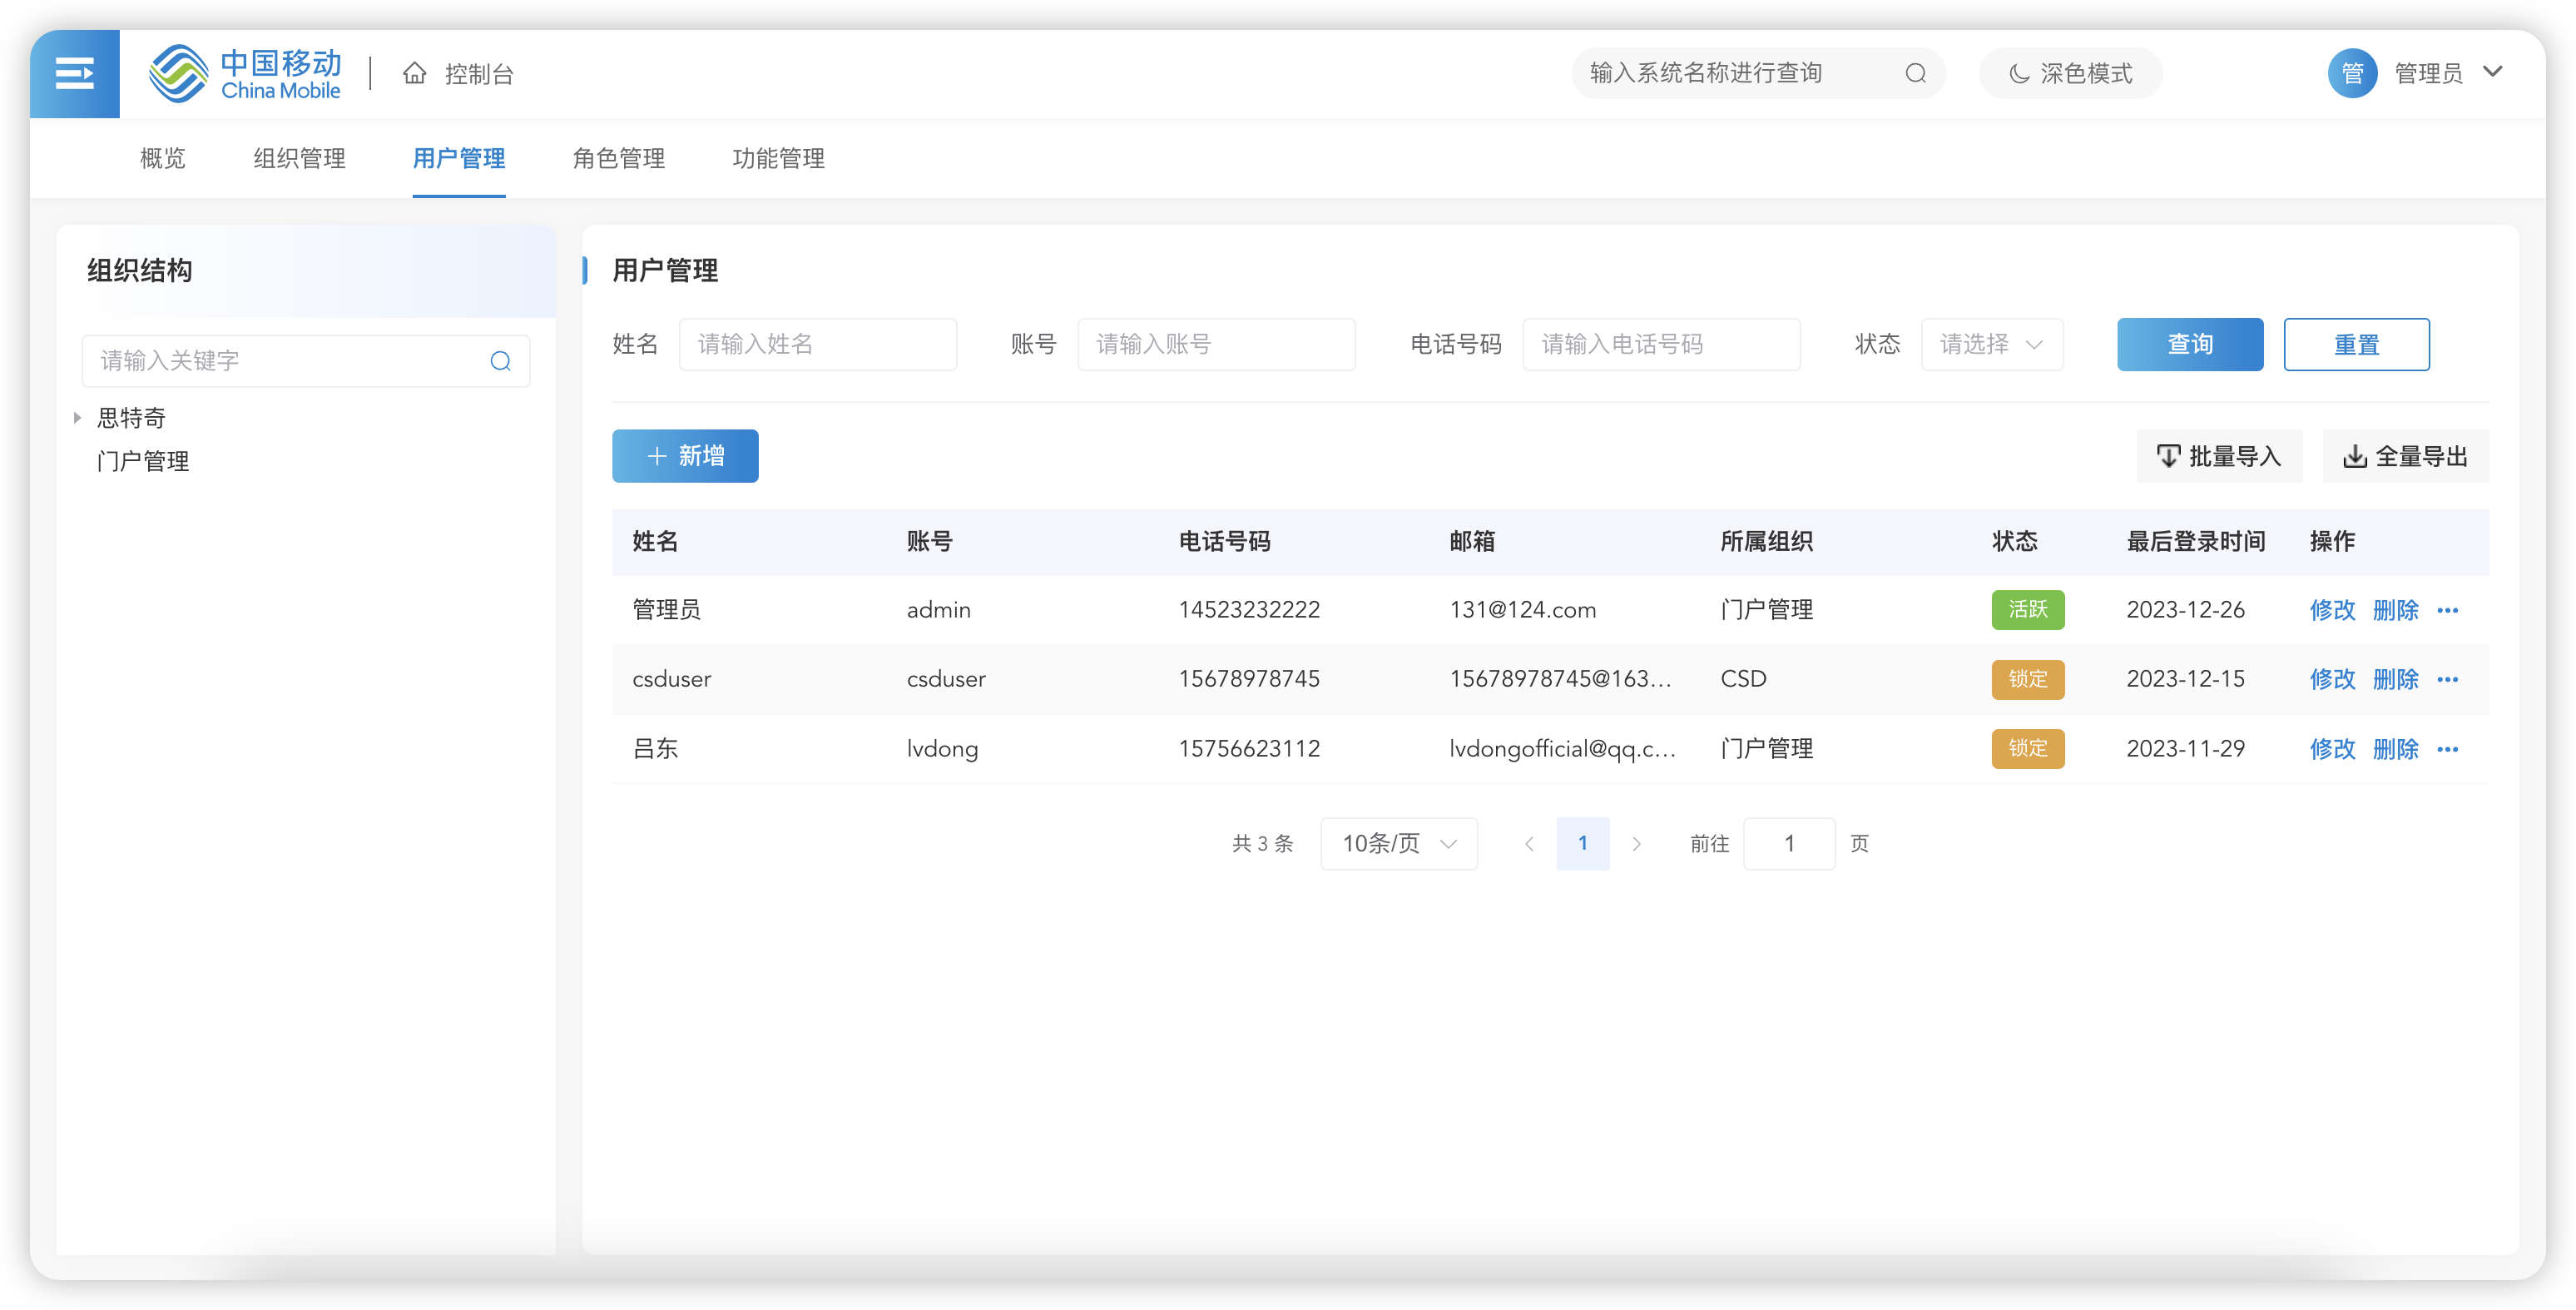 中国移动
China Mobile
控制台
输入系统名称进行查询
深色模式
管
管理员
概览 组织管理 用户管理 角色管理 功能管理
组织结构
请输入关键字
思特奇
门户管理
用户管理
姓名 请输入姓名 账号 请输入账号 电话号码 请输入电话号码 状态 请选择 查询 重置
新增 批量导入 全量导出
姓名 账号 电话号码 邮箱 所属组织 状态 最后登录时间 操作
管理员 admin 14523232222 131@124.com 门户管理 活跃 2023-12-26 修改 删除 •••
csduser csduser 15678978745 15678978745@163... CSD 锁定 2023-12-15 修改 删除 •••
吕东 lvdong 15756623112 lvdongofficial@qq.c... 门户管理 锁定 2023-11-29 修改 删除 •••
共 3 条 10条/页 1 前往 1 页